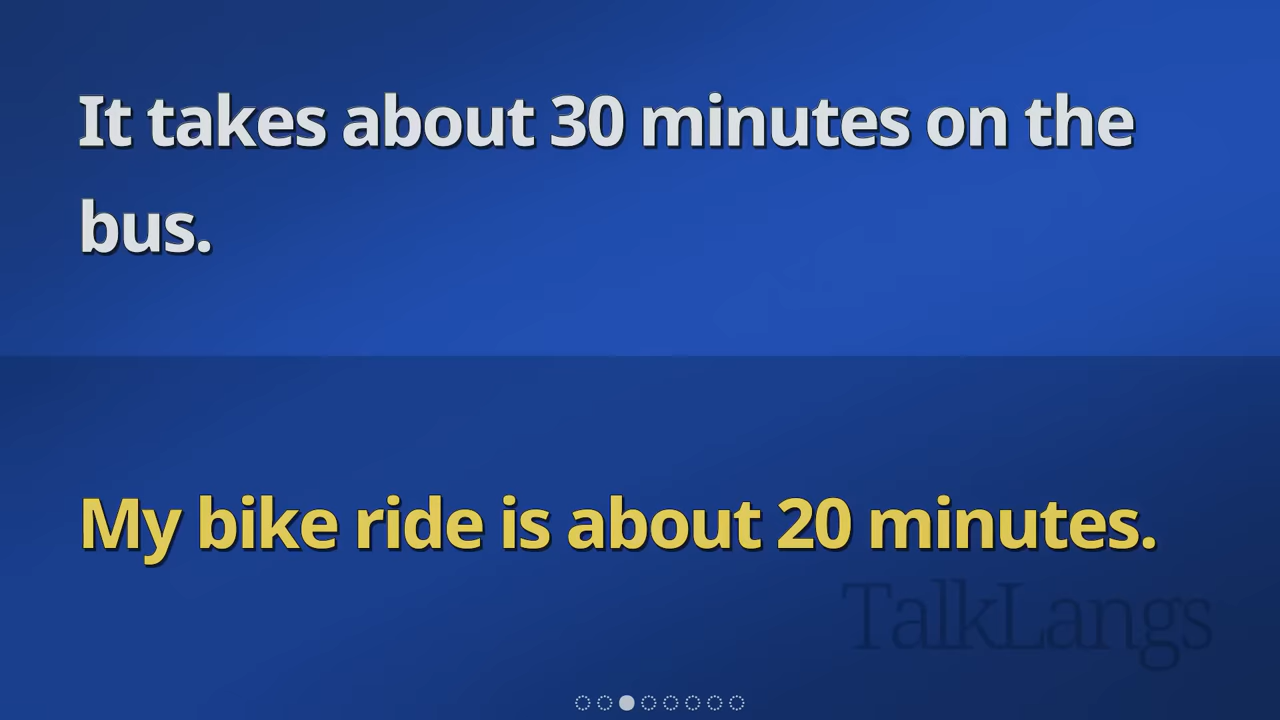 It takes about 30 minutes on the
bus.
My bike ride is about 20 minutes.
TalkLangs